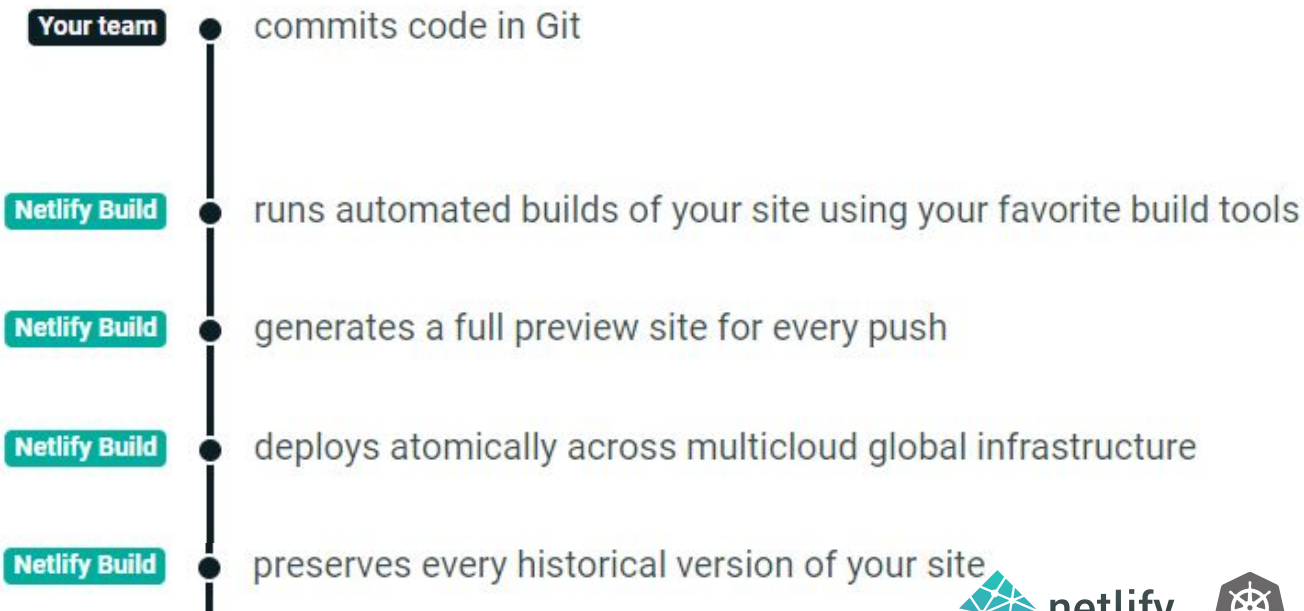 Your team commits code in Git
Netlify Build runs automated builds of your site using your favorite build tools
Netlify Build generates a full preview site for every push
Netlify Build deploys atomically across multicloud global infrastructure
Netlify Build preserves every historical version of your site
netlify